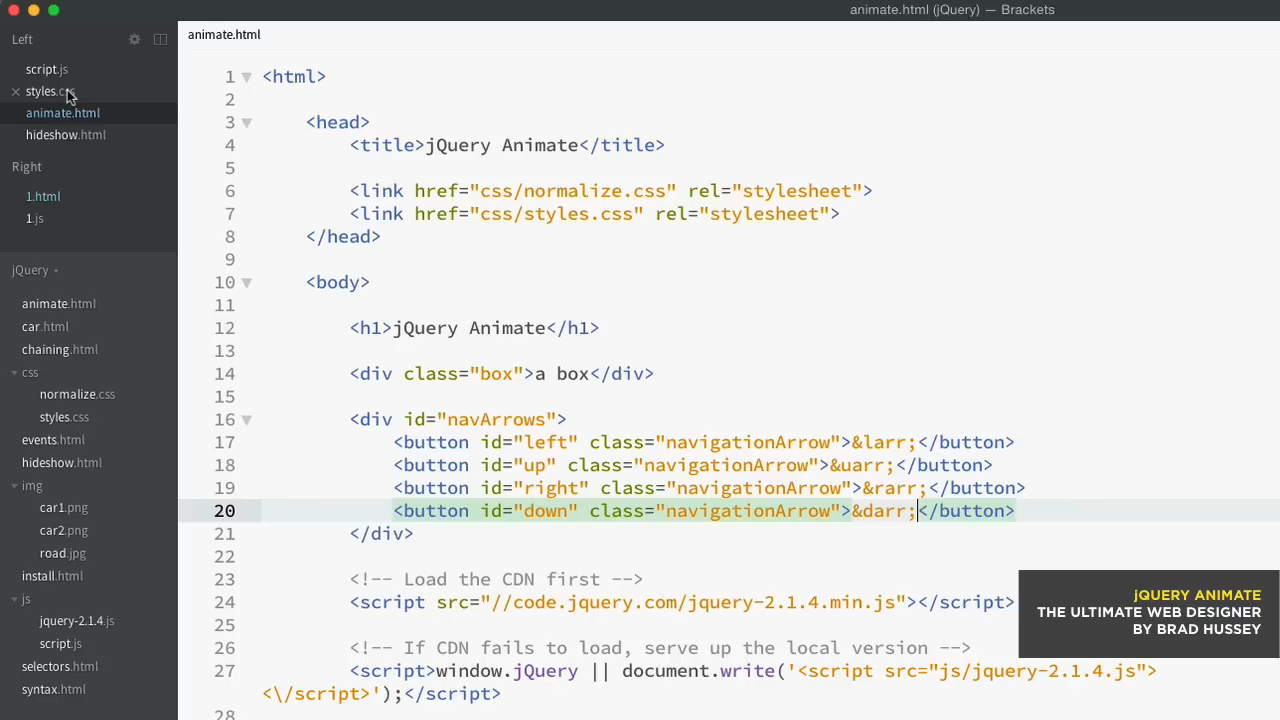 animate.html (jQuery) — Brackets
Left
script.js
styles.css
animate.html
hideshow.html
Right
1.html
1.js
jQuery
animate.html
car.html
chaining.html
css
normalize.css
styles.css
events.html
hideshow.html
img
car1.png
car2.png
road.jpg
install.html
js
jquery-2.1.4.js
script.js
selectors.html
syntax.html
animate.html
1 <html>
2
3 <head>
4 <title>jQuery Animate</title>
5
6 <link href="css/normalize.css" rel="stylesheet">
7 <link href="css/styles.css" rel="stylesheet">
8 </head>
9
10 <body>
11
12 <h1>jQuery Animate</h1>
13
14 <div class="box">a box</div>
15
16 <div id="navArrows">
17 <button id="left" class="navigationArrow">&larr;</button>
18 <button id="up" class="navigationArrow">&uarr;</button>
19 <button id="right" class="navigationArrow">&rarr;</button>
20 <button id="down" class="navigationArrow">&darr;</button>
21 </div>
22
23 <!-- Load the CDN first -->
24 <script src="//code.jquery.com/jquery-2.1.4.min.js"></script>
25
26 <!-- If CDN fails to load, serve up the local version -->
27 <script>window.jQuery || document.write('<script src="js/jquery-2.1.4.js">
<\/script>');</script>
28
jQUERY ANIMATE
THE ULTIMATE WEB DESIGNER
BY BRAD HUSSEY